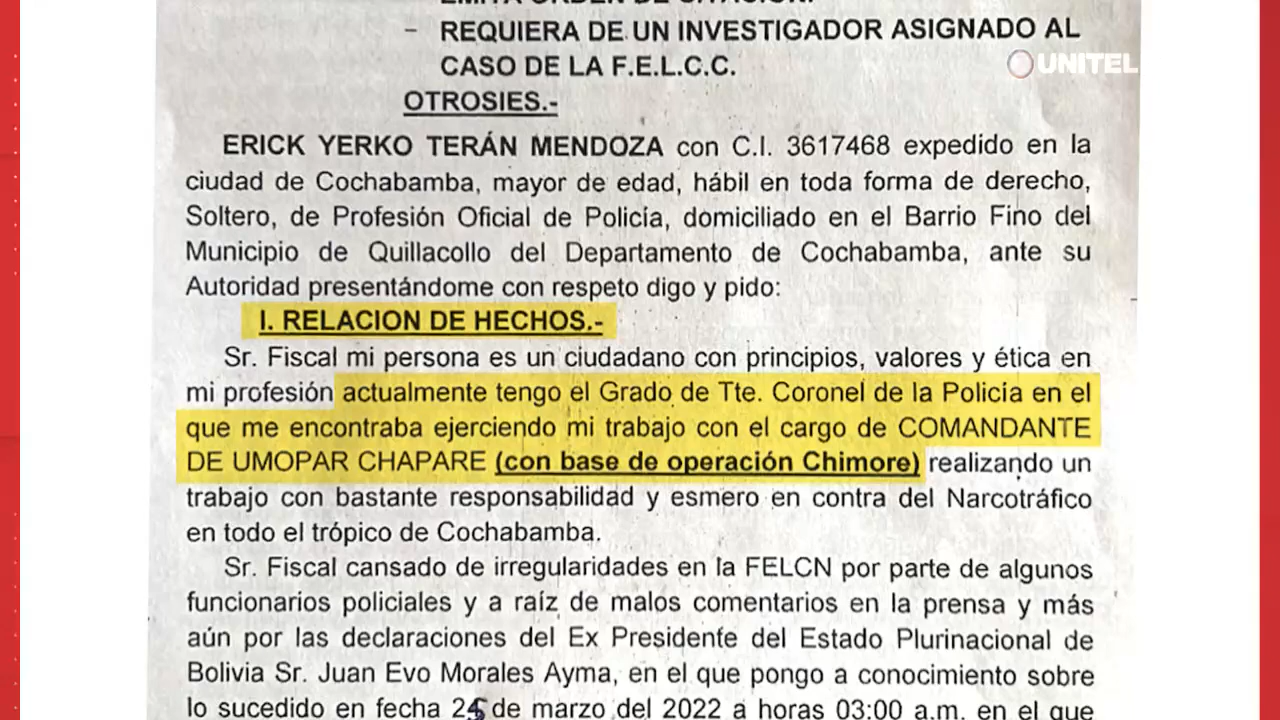 EMITA ORDEN DE CITACIÓN.
- REQUIERA DE UN INVESTIGADOR ASIGNADO AL
CASO DE LA F.E.L.C.C.
UNITEL
OTROSIES.-
ERICK YERKO TERÁN MENDOZA con C.I. 3617468 expedido en la
ciudad de Cochabamba, mayor de edad, hábil en toda forma de derecho,
Soltero, de Profesión Oficial de Policía, domiciliado en el Barrio Fino del
Municipio de Quillacollo del Departamento de Cochabamba, ante su
Autoridad presentándome con respeto digo y pido:
I. RELACION DE HECHOS.-
Sr. Fiscal mi persona es un ciudadano con principios, valores y ética en
mi profesión actualmente tengo el Grado de Tte. Coronel de la Policía en el
que me encontraba ejerciendo mi trabajo con el cargo de COMANDANTE
DE UMOPAR CHAPARE (con base de operación Chimore) realizando un
trabajo con bastante responsabilidad y esmero en contra del Narcotráfico
en todo el trópico de Cochabamba.
Sr. Fiscal cansado de irregularidades en la FELCN por parte de algunos
funcionarios policiales y a raíz de malos comentarios en la prensa y más
aún por las declaraciones del Ex Presidente del Estado Plurinacional de
Bolivia Sr. Juan Evo Morales Ayma, en el que pongo a conocimiento sobre
lo sucedido en fecha 25 de marzo del 2022 a horas 03:00 a.m. en el que